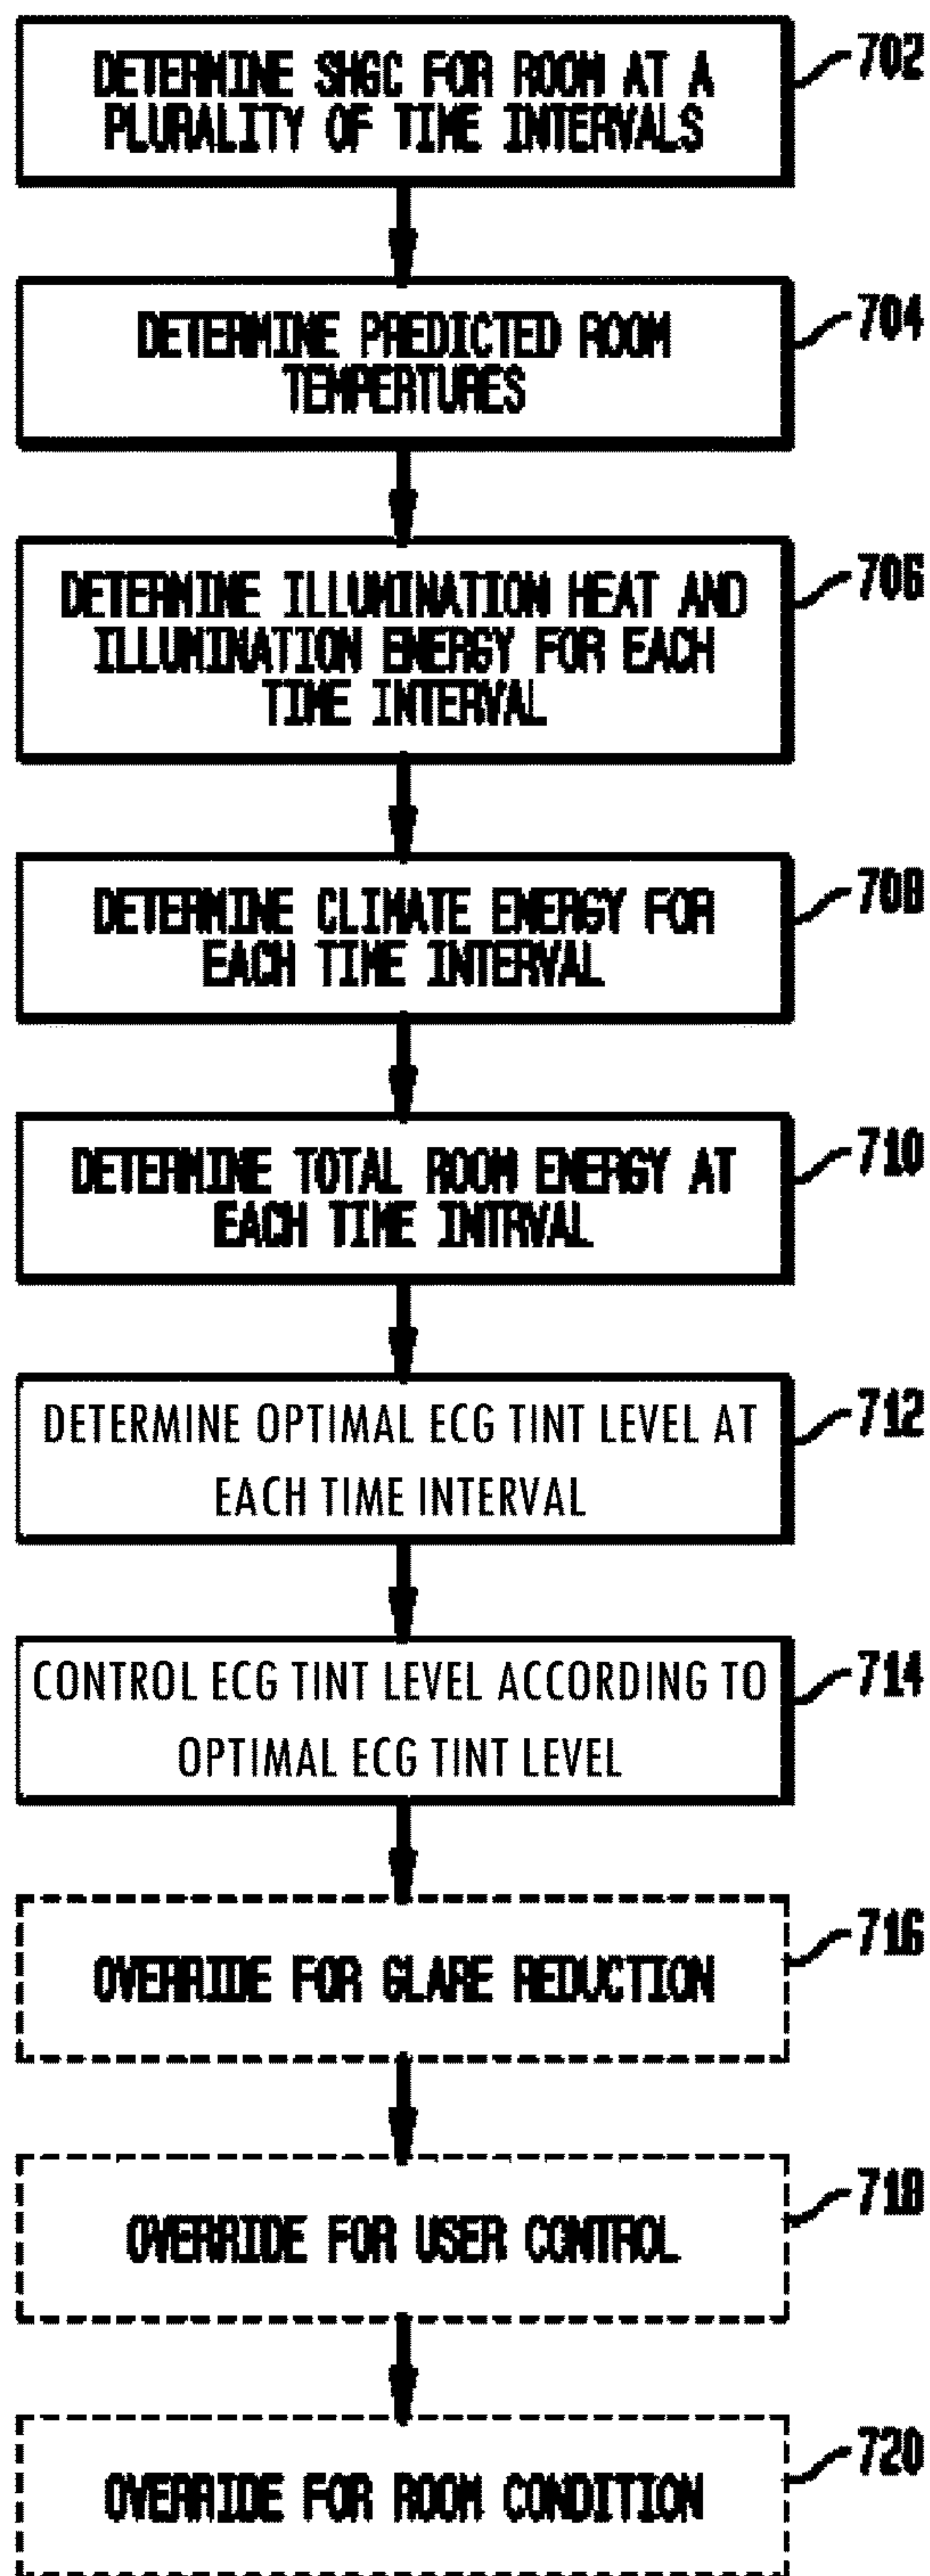 DETERMINE SHGC FOR ROOM AT A
PLURALITY OF TIME INTERVALS
702
DETERMINE PREDICTED ROOM
TEMPERTURES
704
DETERMINE ILLUMINATION HEAT AND
ILLUMINATION ENERGY FOR EACH
TIME INTERVAL
706
DETERMINE CLIMATE ENERGY FOR
EACH TIME INTERVAL
708
DETERMINE TOTAL ROOM ENERGY AT
EACH TIME INTRVAL
710
DETERMINE OPTIMAL ECG TINT LEVEL AT
EACH TIME INTERVAL
712
CONTROL ECG TINT LEVEL ACCORDING TO
OPTIMAL ECG TINT LEVEL
714
OVERRIDE FOR GLARE REDUCTION
716
OVERRIDE FOR USER CONTROL
718
OVERRIDE FOR ROOM CONDITION
720